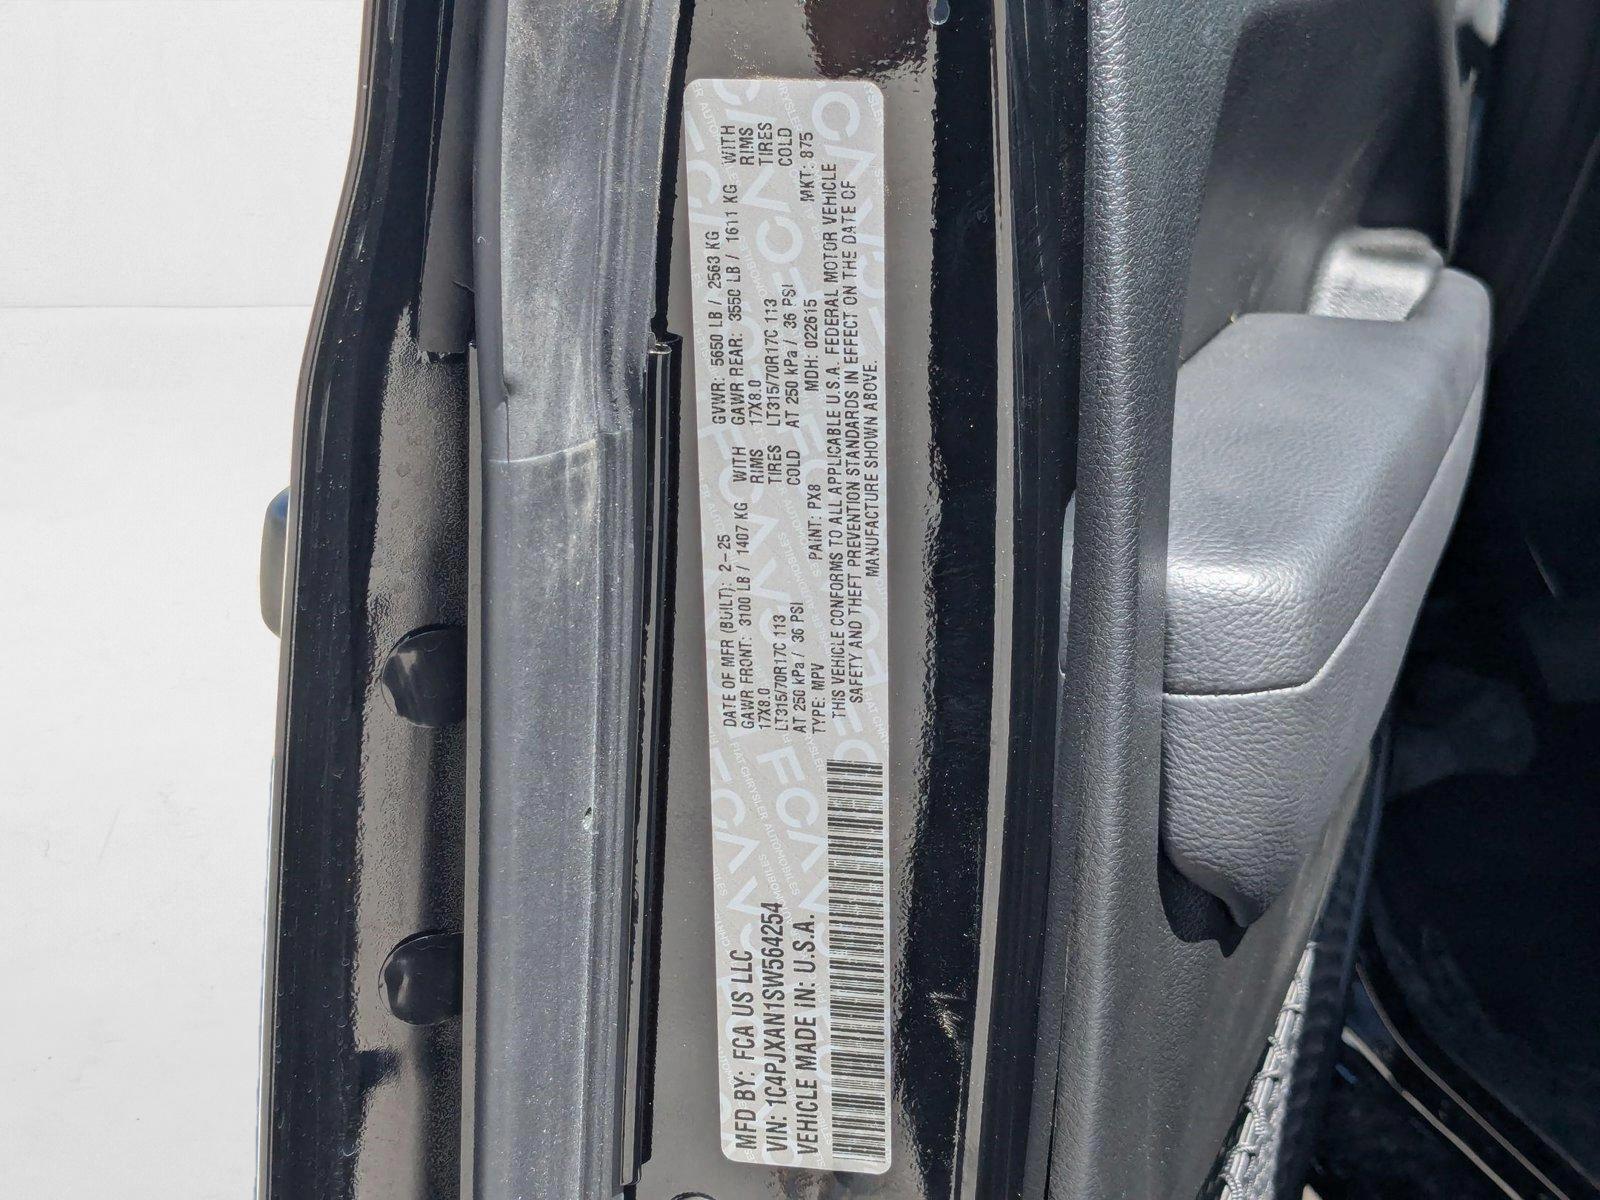 MFD BY: FCA US LLC
DATE OF MFR (BUILT): 2-25
GVWR: 5650 LB / 2563 KG
GAWR FRONT: 3100 LB / 1407 KG WITH
GAWR REAR: 3550 LB / 1611 KG WITH
VIN: 1C4PJXAN1SW564254
17X8.0 RIMS
17X8.0 RIMS
LT315/70R17C 113 TIRES
LT315/70R17C 113 TIRES
VEHICLE MADE IN: U.S.A.
AT 250 kPa / 36 PSI COLD
AT 250 kPa / 36 PSI COLD
TYPE: MPV PAINT: PX8 MDH: 022615 MKT: 875
THIS VEHICLE CONFORMS TO ALL APPLICABLE U.S.A. FEDERAL MOTOR VEHICLE
SAFETY AND THEFT PREVENTION STANDARDS IN EFFECT ON THE DATE OF
MANUFACTURE SHOWN ABOVE.